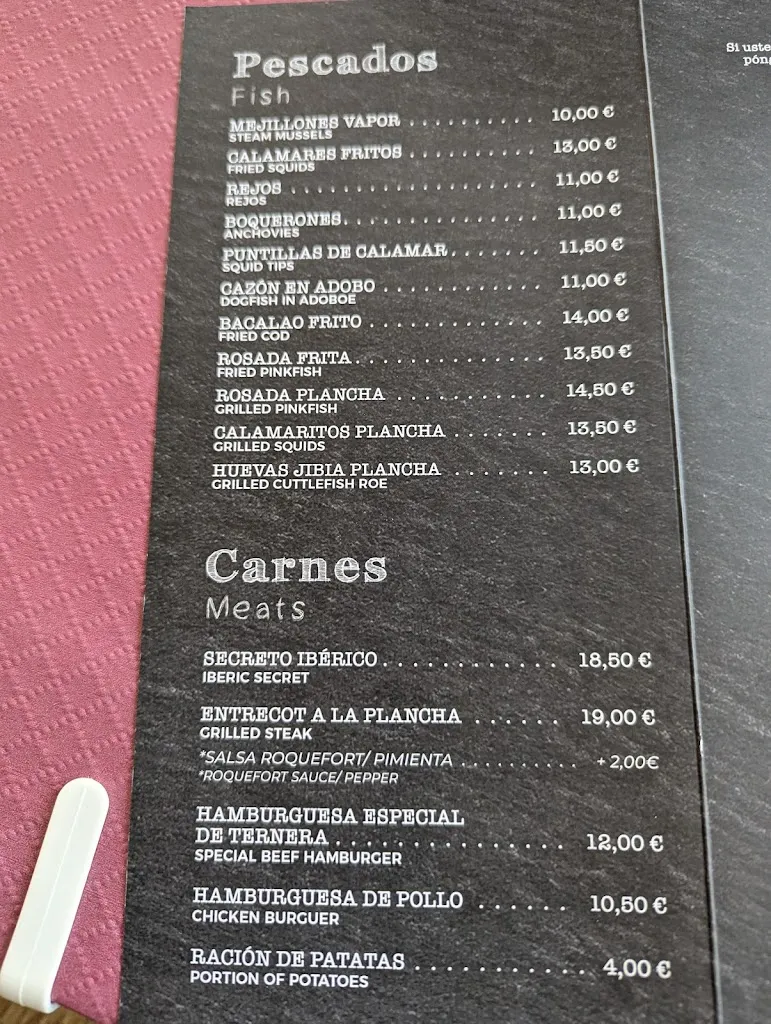 Pescados
Fish
MEJILLONES VAPOR . . . . . . . . . . 10,00 €
STEAM MUSSELS
CALAMARES FRITOS . . . . . . . . . . 13,00 €
FRIED SQUIDS
REJOS . . . . . . . . . . . . . . . . . . . . 11,00 €
REJOS
BOQUERONES. . . . . . . . . . . . . . . 11,00 €
ANCHOVIES
PUNTILLAS DE CALAMAR. . . . . . . 11,50 €
SQUID TIPS
CAZÓN EN ADOBO . . . . . . . . . . . . 11,00 €
DOGFISH IN ADOBOE
BACALAO FRITO . . . . . . . . . . . . . 14,00 €
FRIED COD
ROSADA FRITA. . . . . . . . . . . . . . 13,50 €
FRIED PINKFISH
ROSADA PLANCHA . . . . . . . . . . . 14,50 €
GRILLED PINKFISH
CALAMARITOS PLANCHA . . . . . . . 13,50 €
GRILLED SQUIDS
HUEVAS JIBIA PLANCHA . . . . . . . 13,00 €
GRILLED CUTTLEFISH ROE
Carnes
Meats
SECRETO IBÉRICO. . . . . . . . . . . . 18,50 €
IBERIC SECRET
ENTRECOT A LA PLANCHA . . . . . . 19,00 €
GRILLED STEAK
*SALSA ROQUEFORT/ PIMIENTA . . . . . . . . . . + 2,00€
*ROQUEFORT SAUCE/ PEPPER
HAMBURGUESA ESPECIAL
DE TERNERA. . . . . . . . . . . . . . . . . 12,00 €
SPECIAL BEEF HAMBURGER
HAMBURGUESA DE POLLO . . . . . . 10,50 €
CHICKEN BURGUER
RACIÓN DE PATATAS . . . . . . . . . . . . 4,00 €
PORTION OF POTATOES
Si uste
póng